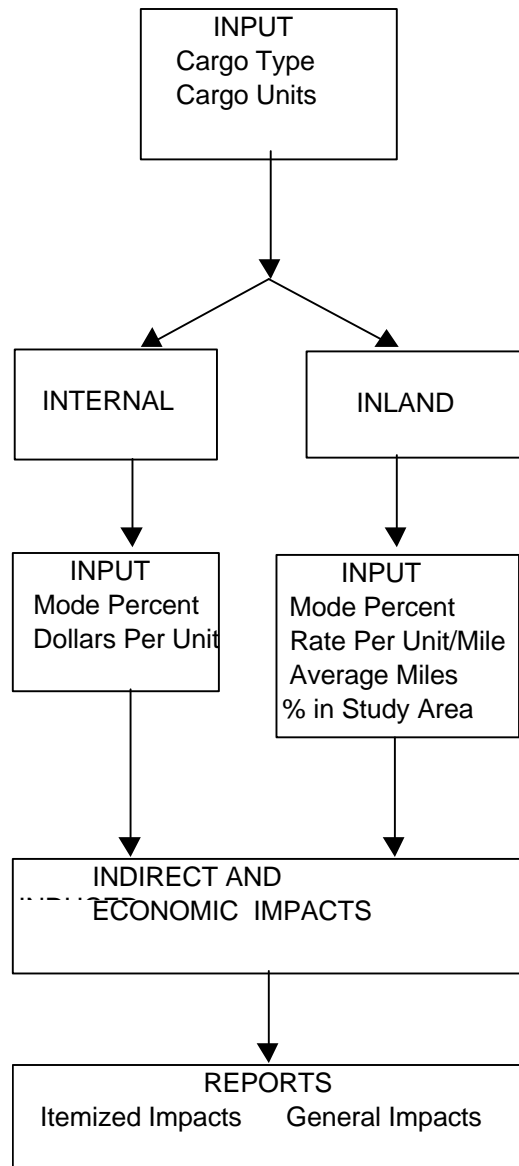 INPUT
Cargo Type
Cargo Units
INTERNAL
INLAND
INPUT
Mode Percent
Dollars Per Unit
INPUT
Mode Percent
Rate Per Unit/Mile
Average Miles
% in Study Area
INDIRECT AND
ECONOMIC IMPACTS
REPORTS
Itemized Impacts General Impacts